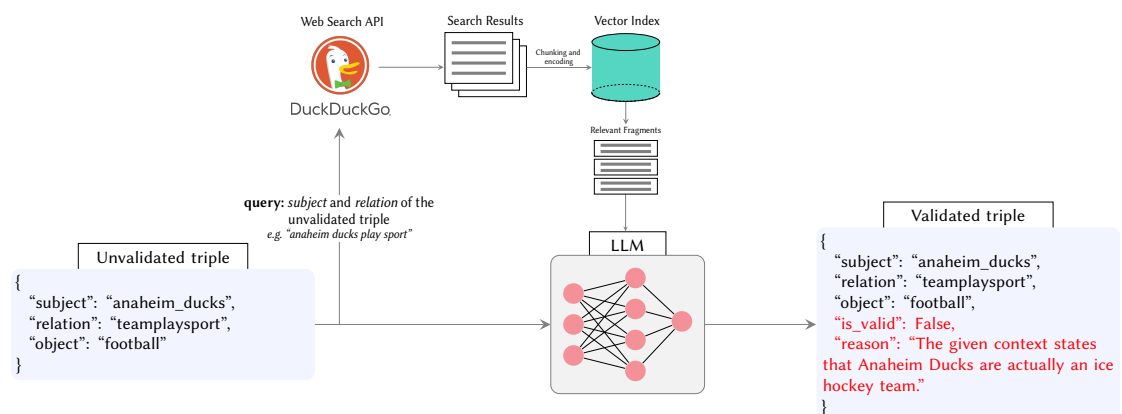 Web Search API
Search Results
Vector Index
Chunking and
encoding
DuckDuckGo.
Relevant Fragments
query: subject and relation of the
unvalidated triple
e.g. “anaheim ducks play sport”
Unvalidated triple
{
“subject”: “anaheim_ducks”,
“relation”: “teamplaysport”,
“object”: “football”
}
LLM
Validated triple
{
“subject”: “anaheim_ducks”,
“relation”: “teamplaysport”,
“object”: “football”,
“is_valid”: False,
“reason”: “The given context states
that Anaheim Ducks are actually an ice
hockey team.”
}